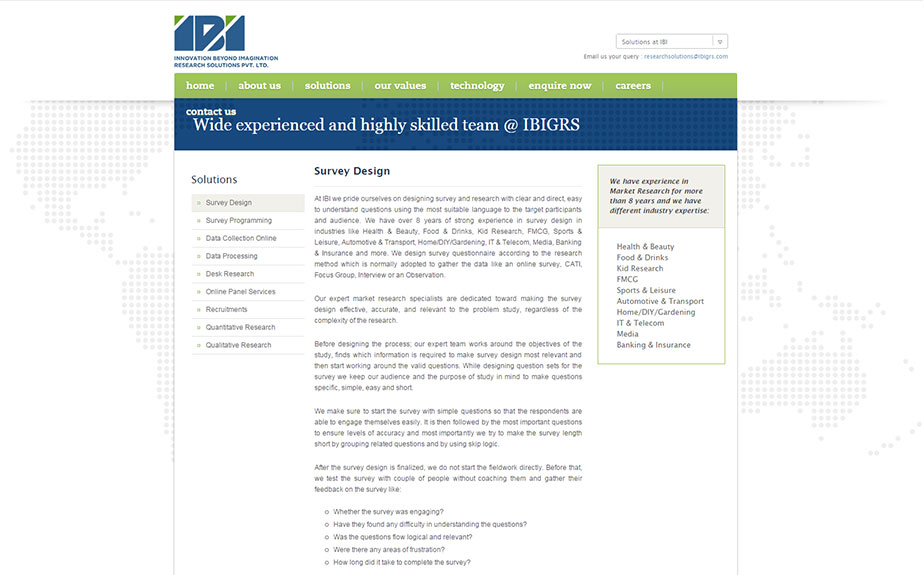 IBI
INNOVATION BEYOND IMAGINATION
RESEARCH SOLUTIONS PVT. LTD.
Solutions at IBI
Email us your query : researchsolutions@ibigrs.com
home about us solutions our values technology enquire now careers
contact us
Wide experienced and highly skilled team @ IBIGRS
Solutions
» Survey Design
» Survey Programming
» Data Collection Online
» Data Processing
» Desk Research
» Online Panel Services
» Recruitments
» Quantitative Research
» Qualitative Research
Survey Design
At IBI we pride ourselves on designing survey and research with clear and direct, easy
to understand questions using the most suitable language to the target participants
and audience. We have over 8 years of strong experience in survey design in
industries like Health & Beauty, Food & Drinks, Kid Research, FMCG, Sports &
Leisure, Automotive & Transport, Home/DIY/Gardening, IT & Telecom, Media, Banking
& Insurance and more. We design survey questionnaire according to the research
method which is normally adopted to gather the data like an online survey, CATI,
Focus Group, Interview or an Observation.
Our expert market research specialists are dedicated toward making the survey
design effective, accurate, and relevant to the problem study, regardless of the
complexity of the research.
Before designing the process; our expert team works around the objectives of the
study, finds which information is required to make survey design most relevant and
then start working around the valid questions. While designing question sets for the
survey we keep our audience and the purpose of study in mind to make questions
specific, simple, easy and short.
We make sure to start the survey with simple questions so that the respondents are
able to engage themselves easily. It is then followed by the most important questions
to ensure levels of accuracy and most importantly we try to make the survey length
short by grouping related questions and by using skip logic.
After the survey design is finalized, we do not start the fieldwork directly. Before that,
we test the survey with couple of people without coaching them and gather their
feedback on the survey like:
Whether the survey was engaging?
Have they found any difficulty in understanding the questions?
Was the questions flow logical and relevant?
Were there any areas of frustration?
How long did it take to complete the survey?
We have experience in
Market Research for more
than 8 years and we have
different industry expertise:
Health & Beauty
Food & Drinks
Kid Research
FMCG
Sports & Leisure
Automotive & Transport
Home/DIY/Gardening
IT & Telecom
Media
Banking & Insurance